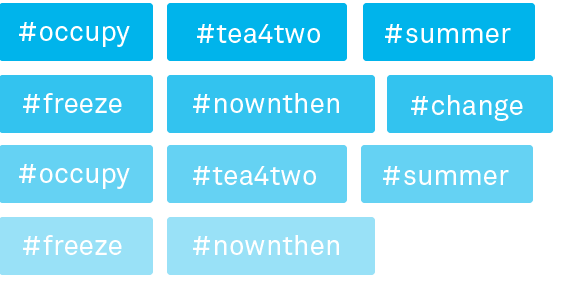 #occupy #tea4two #summer
#freeze #nownthen #change
#occupy #tea4two #summer
#freeze #nownthen